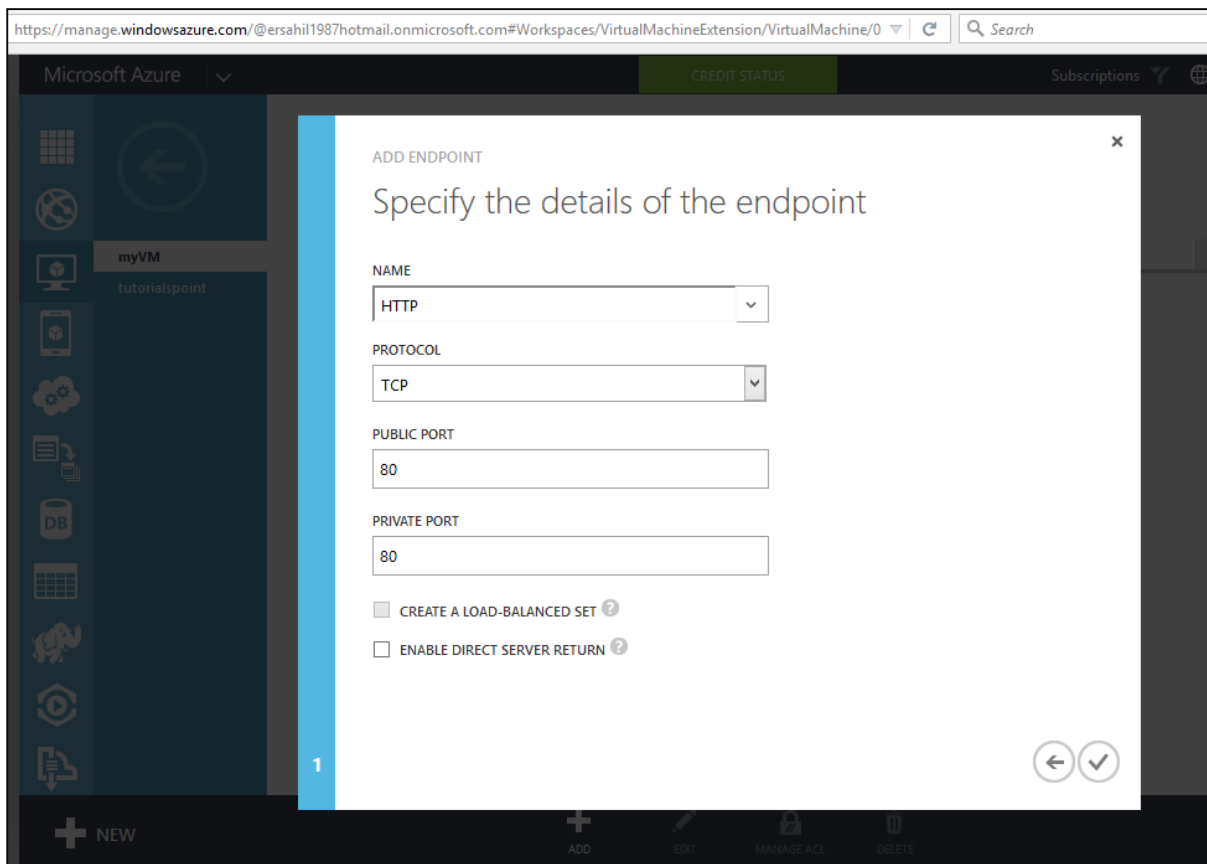 https://manage.windowsazure.com/@ersahil1987hotmail.onmicrosoft.com#Workspaces/VirtualMachineExtension/VirtualMachine/0
Search
Microsoft Azure
CREDIT STATUS
Subscriptions
ADD ENDPOINT
Specify the details of the endpoint
myVM
tutorialspoint
NAME
HTTP
PROTOCOL
TCP
PUBLIC PORT
80
PRIVATE PORT
80
CREATE A LOAD-BALANCED SET ?
ENABLE DIRECT SERVER RETURN ?
DB
1
NEW
ADD
EDIT
MANAGE ACL
DELETE